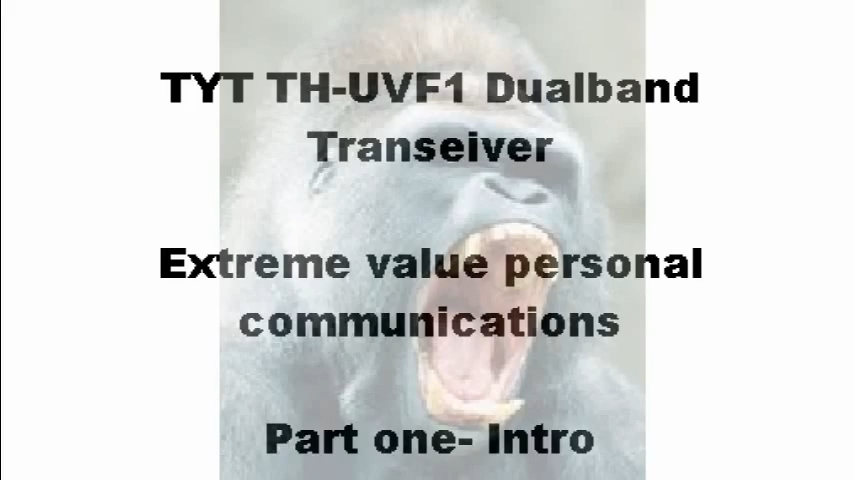 TYT TH-UVF1 Dualband
Transeiver
Extreme value personal
communications
Part one- Intro